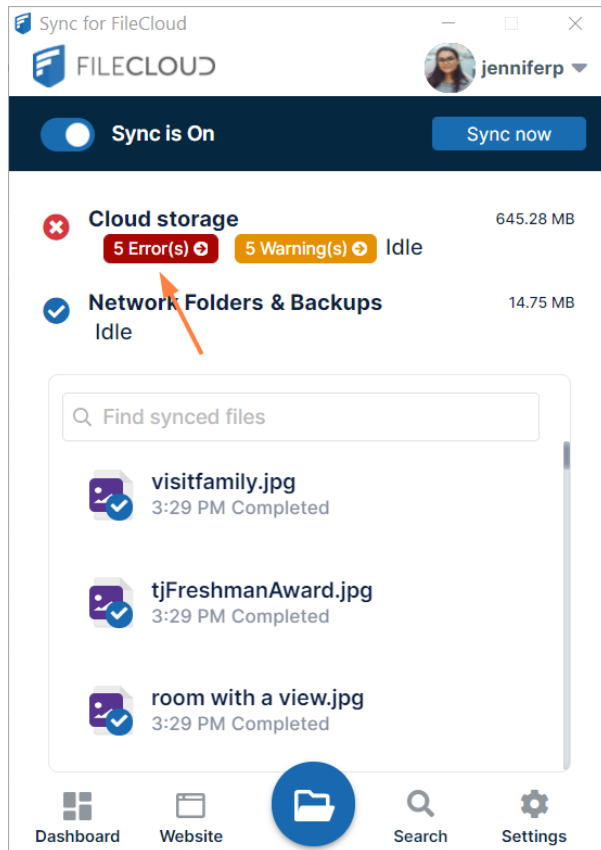 Sync for FileCloud
FILECLOUD
jenniferp
Sync is On
Sync now
Cloud storage
645.28 MB
5 Error(s)
5 Warning(s)
Idle
Network Folders & Backups
14.75 MB
Idle
Find synced files
visitfamily.jpg
3:29 PM Completed
tjFreshmanAward.jpg
3:29 PM Completed
room with a view.jpg
3:29 PM Completed
Dashboard
Website
Search
Settings